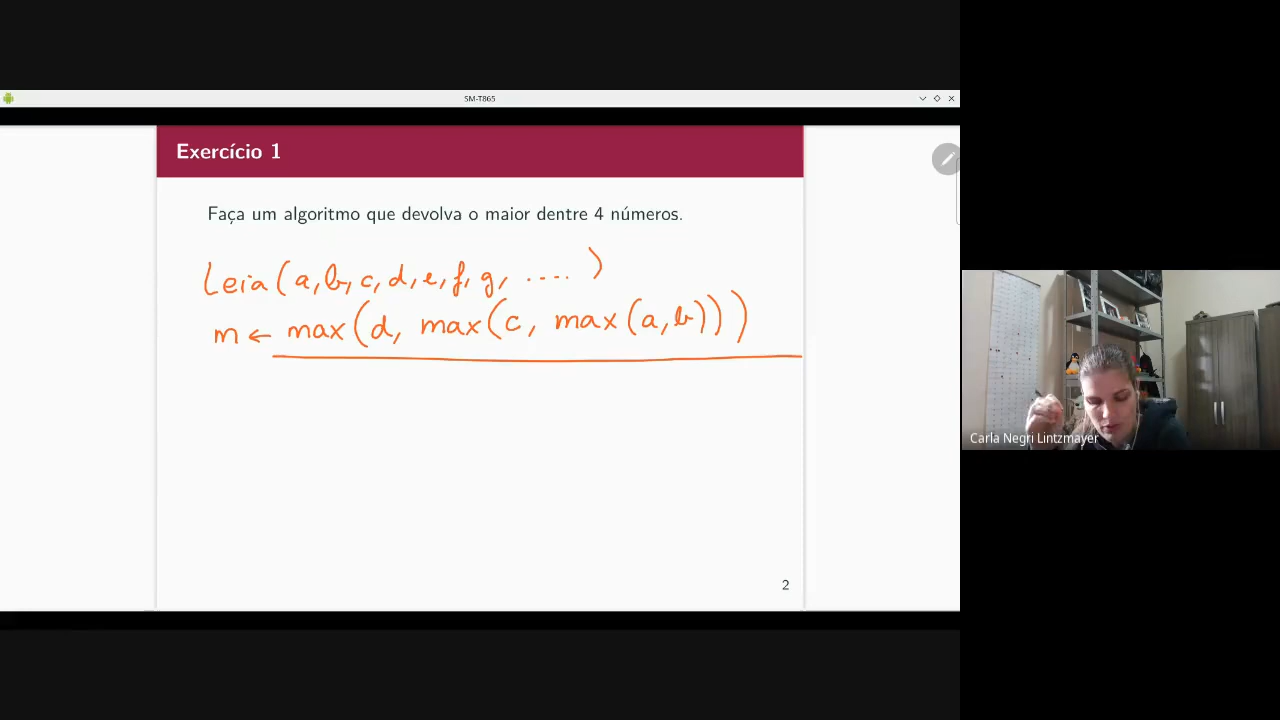 SM-T865
Exercício 1
Faça um algoritmo que devolva o maior dentre 4 números.
Leia(a,b,c,d,e,f,g, ....)
m ← max(d, max(c, max(a,b)))
2
Carla Negri Lintzmayer